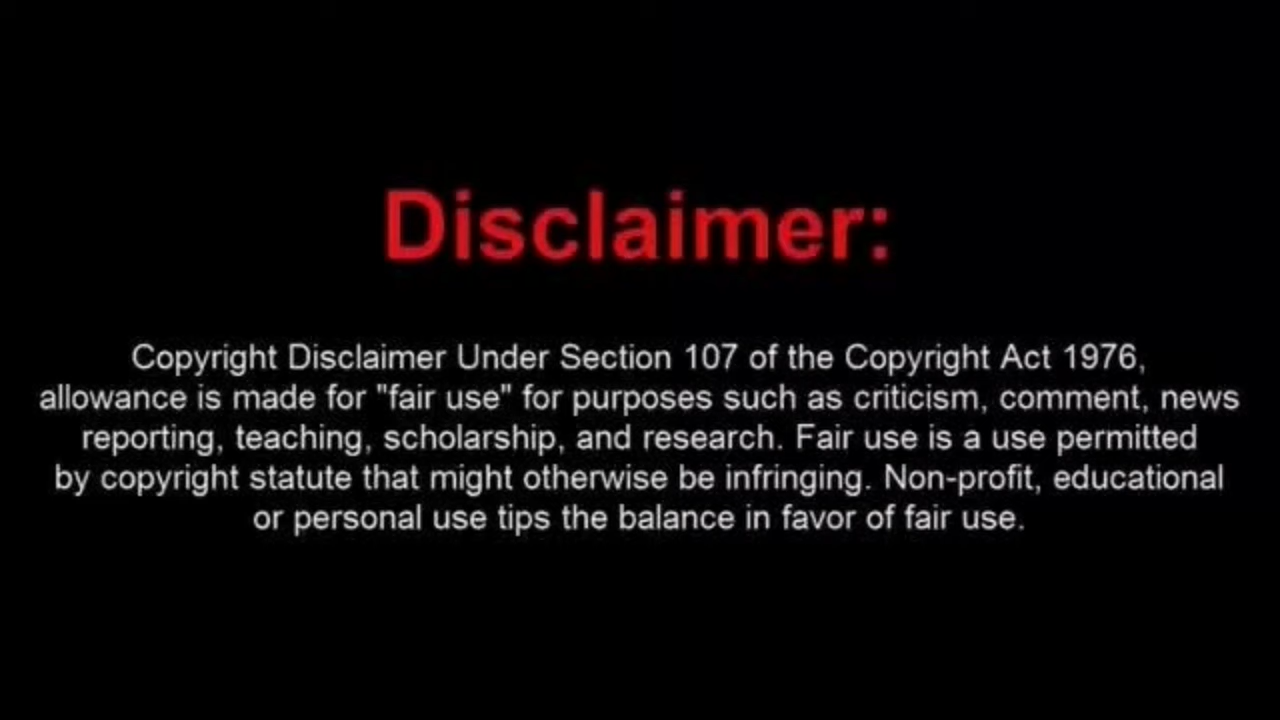 Disclaimer:
Copyright Disclaimer Under Section 107 of the Copyright Act 1976,
allowance is made for "fair use" for purposes such as criticism, comment, news
reporting, teaching, scholarship, and research. Fair use is a use permitted
by copyright statute that might otherwise be infringing. Non-profit, educational
or personal use tips the balance in favor of fair use.